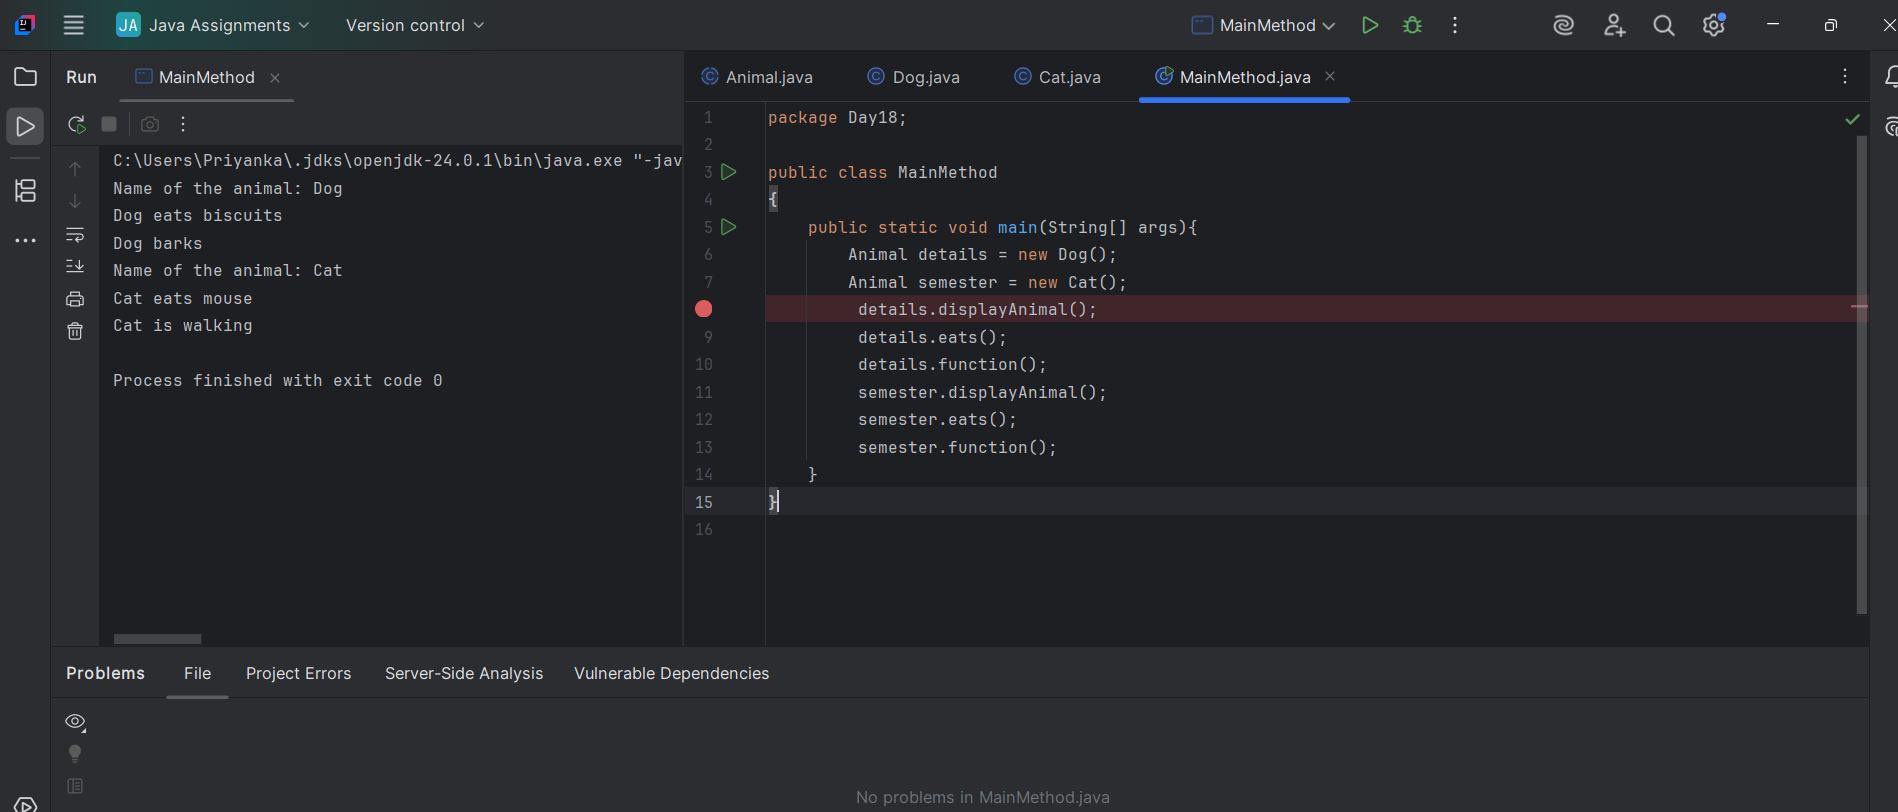 JA Java Assignments Version control MainMethod
Run MainMethod
C:\Users\Priyanka\.jdks\openjdk-24.0.1\bin\java.exe "-jav
Name of the animal: Dog
Dog eats biscuits
Dog barks
Name of the animal: Cat
Cat eats mouse
Cat is walking
Process finished with exit code 0
Animal.java Dog.java Cat.java MainMethod.java
1 package Day18;
2
3 public class MainMethod
4 {
5     public static void main(String[] args){
6         Animal details = new Dog();
7         Animal semester = new Cat();
         details.displayAnimal();
9          details.eats();
10          details.function();
11          semester.displayAnimal();
12          semester.eats();
13          semester.function();
14     }
15 }
16
Problems File Project Errors Server-Side Analysis Vulnerable Dependencies
No problems in MainMethod.java